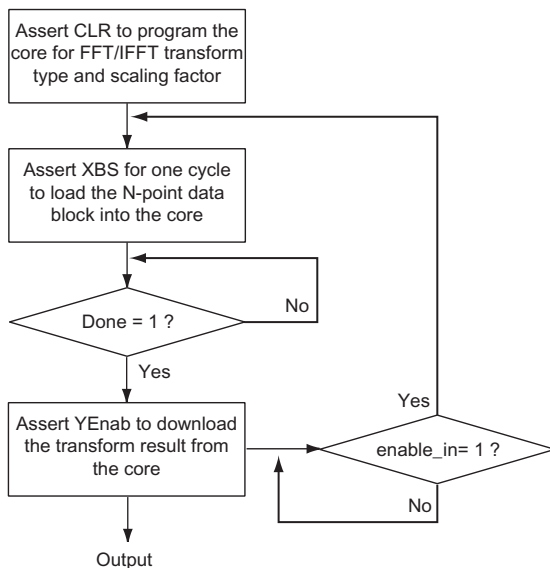 Assert CLR to program the
core for FFT/IFFT transform
type and scaling factor
Assert XBS for one cycle
to load the N-point data
block into the core
No
Done = 1 ?
Yes
Yes
Assert YEnab to download
the transform result from
the core
enable_in= 1 ?
No
Output